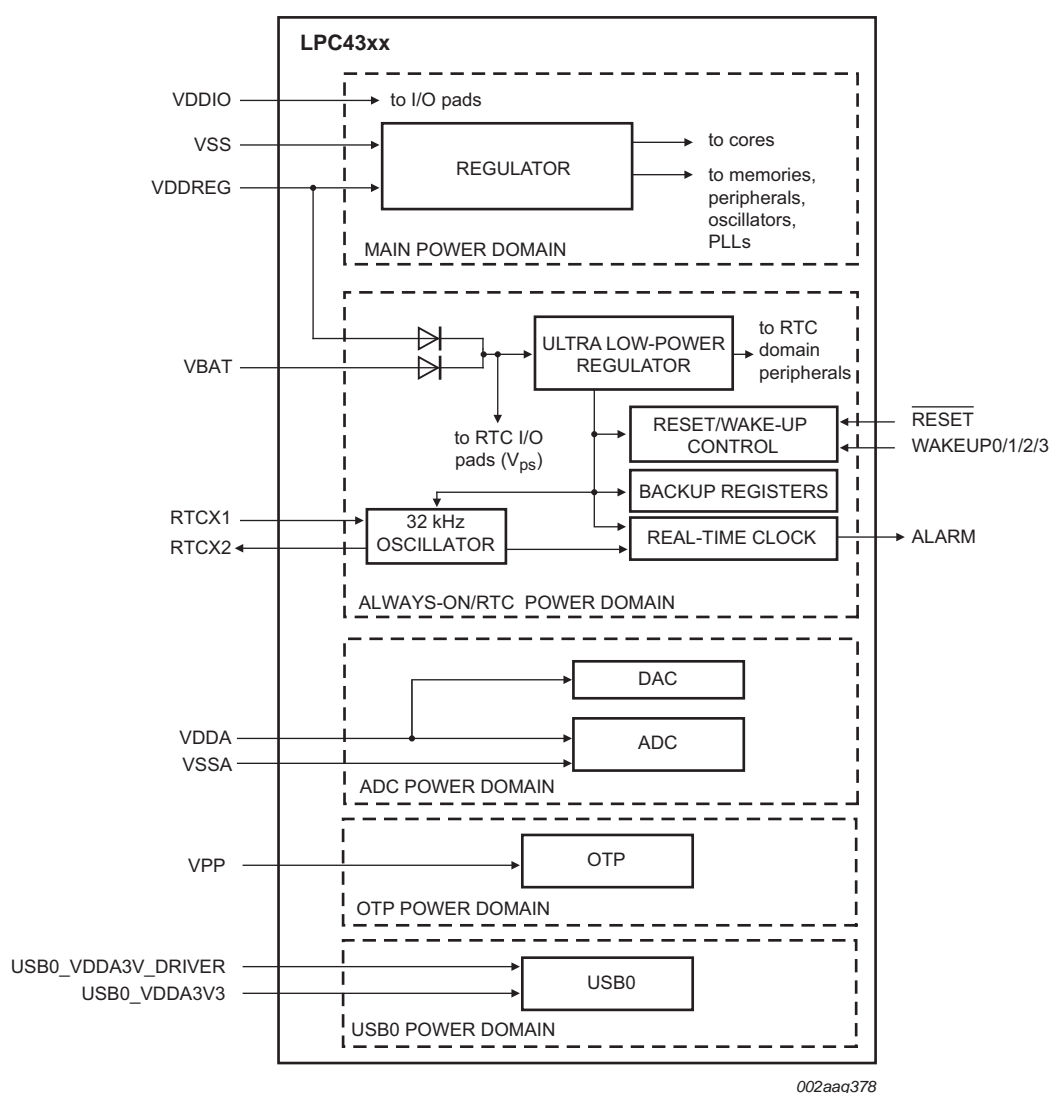 LPC43xx
VDDIO
to I/O pads
VSS
VDDREG
REGULATOR
to cores
to memories,
peripherals,
oscillators,
PLLs
MAIN POWER DOMAIN
VBAT
ULTRA LOW-POWER
REGULATOR
to RTC
domain
peripherals
to RTC I/O
pads (Vps)
RESET/WAKE-UP
CONTROL
RESET
WAKEUP0/1/2/3
BACKUP REGISTERS
RTCX1
RTCX2
32 kHz
OSCILLATOR
REAL-TIME CLOCK
ALARM
ALWAYS-ON/RTC POWER DOMAIN
DAC
VDDA
VSSA
ADC
ADC POWER DOMAIN
VPP
OTP
OTP POWER DOMAIN
USB0_VDDA3V_DRIVER
USB0_VDDA3V3
USB0
USB0 POWER DOMAIN
002aag378